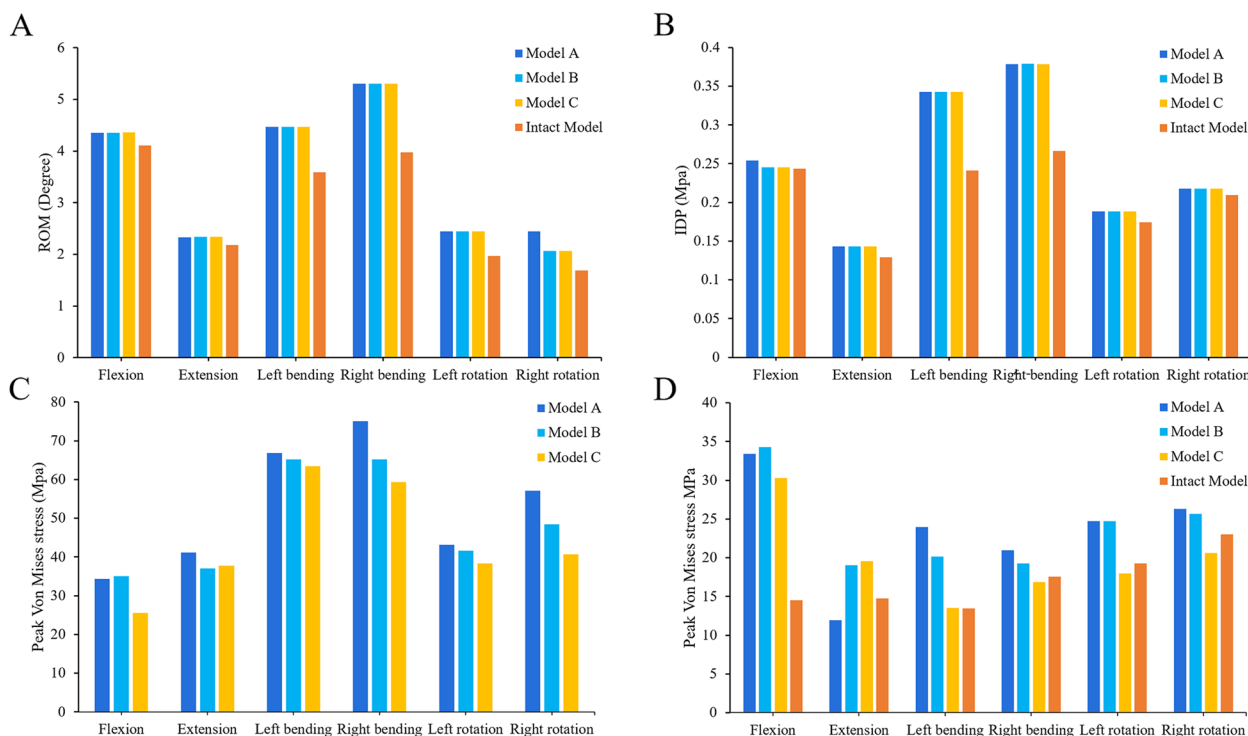 A
ROM (Degree)
6
5
4
3
2
1
0
Model A
Model B
Model C
Intact Model
Flexion
Extension
Left bending
Right bending
Left rotation
Right rotation
B
IDP (Mpa)
0.4
0.35
0.3
0.25
0.2
0.15
0.1
0.05
0
Model A
Model B
Model C
Intact Model
Flexion
Extension
Left bending
Right-bending
Left rotation
Right rotation
C
Peak Von Mises stress (Mpa)
80
70
60
50
40
30
20
10
0
Model A
Model B
Model C
Flexion
Extension
Left bending
Right bending
Left rotation
Right rotation
D
Peak Von Mises stress MPa
40
35
30
25
20
15
10
5
0
Model A
Model B
Model C
Intact Model
Flexion
Extension
Left bending
Right bending
Left rotation
Right rotation